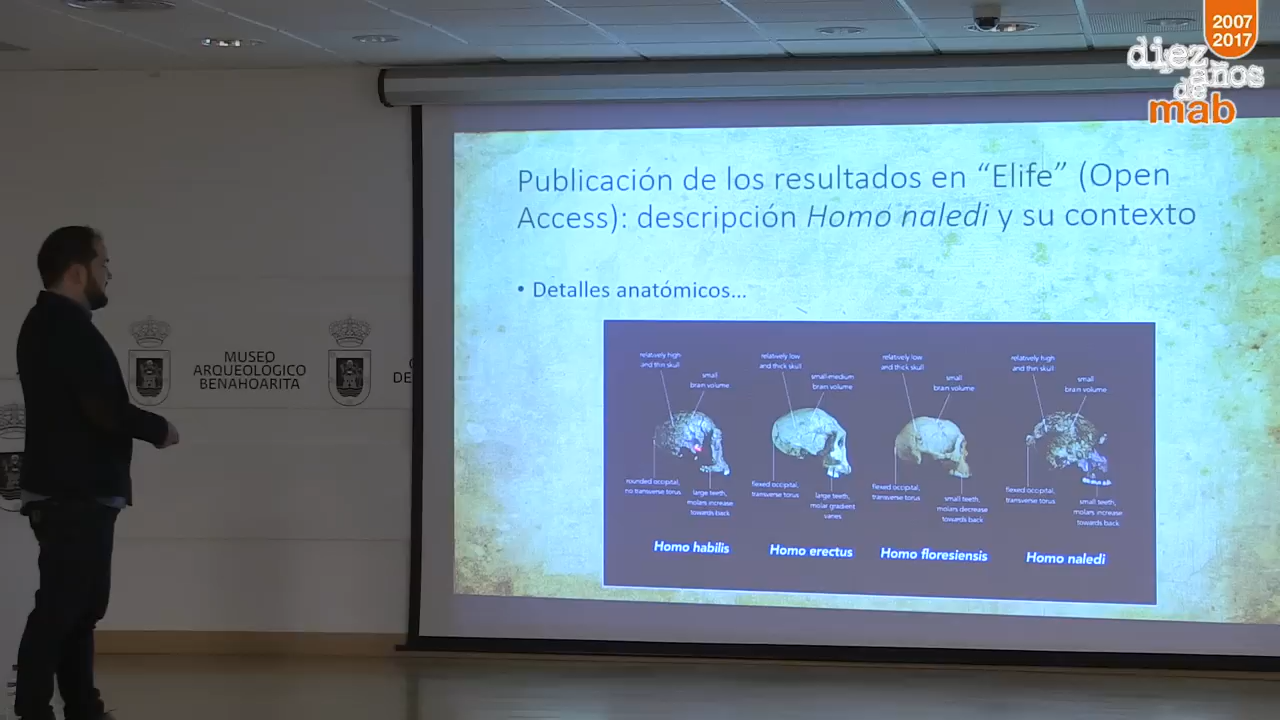 2007
2017
diez
años
de
mab
Publicación de los resultados en “Elife” (Open
Access): descripción Homo naledi y su contexto
• Detalles anatómicos...
relatively high
and thin skull
small
brain volume
rounded occipital,
no transverse torus
large teeth,
molars increase
towards back
Homo habilis
relatively low
and thick skull
small-medium
brain volume
flexed occipital,
transverse torus
large teeth,
molar gradient
varies
Homo erectus
relatively low
and thick skull
small
brain volume
flexed occipital,
transverse torus
small teeth,
molars decrease
towards back
Homo floresiensis
relatively high
and thin skull
small
brain volume
flexed occipital,
transverse torus
small teeth,
molars increase
towards back
Homo naledi
MUSEO
ARQUEOLÓGICO
BENAHOARITA
DE